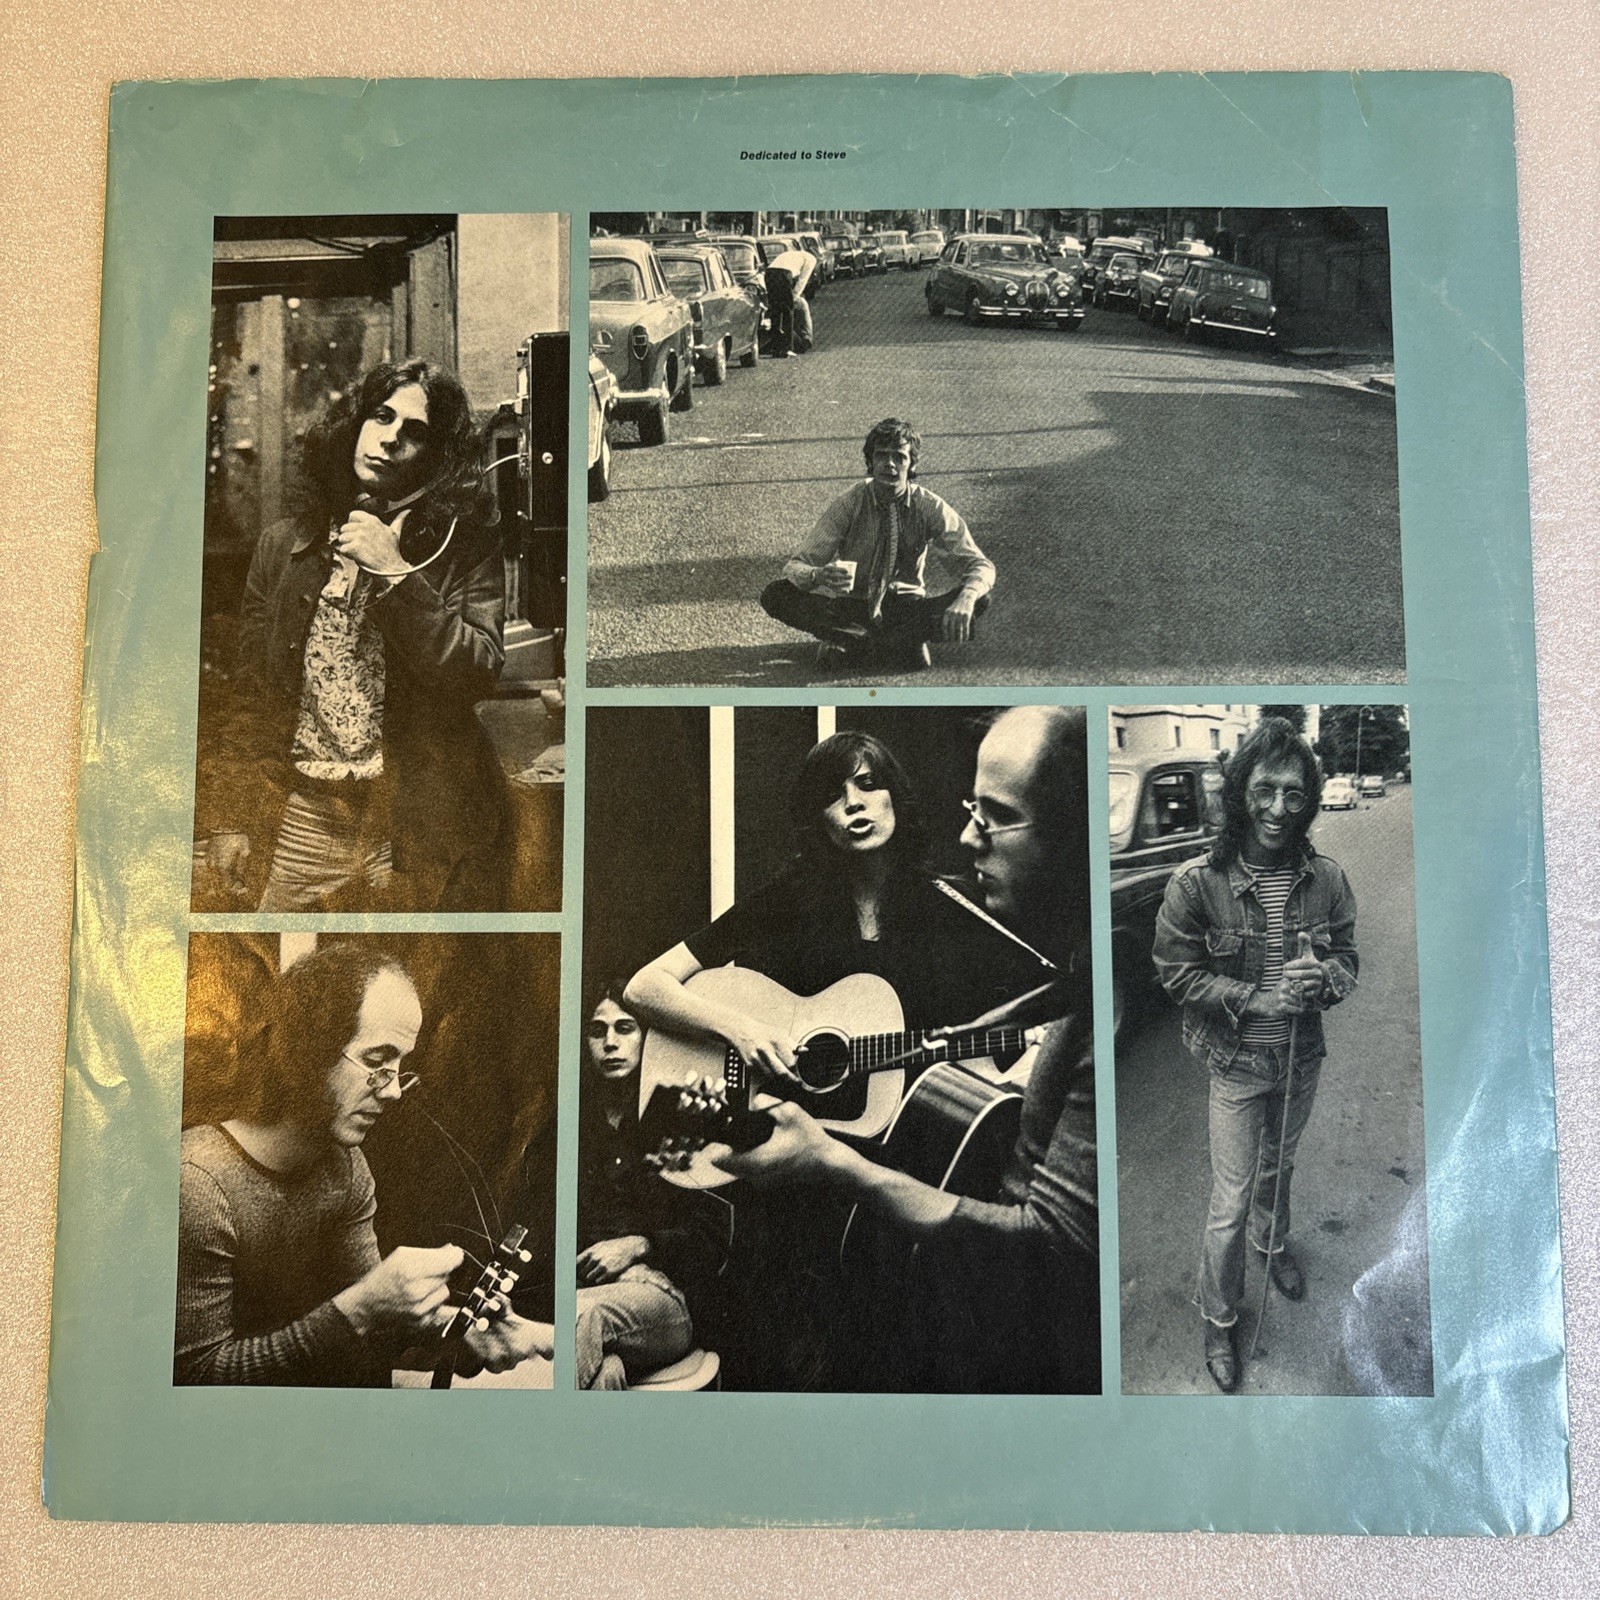 Dedicated to Steve